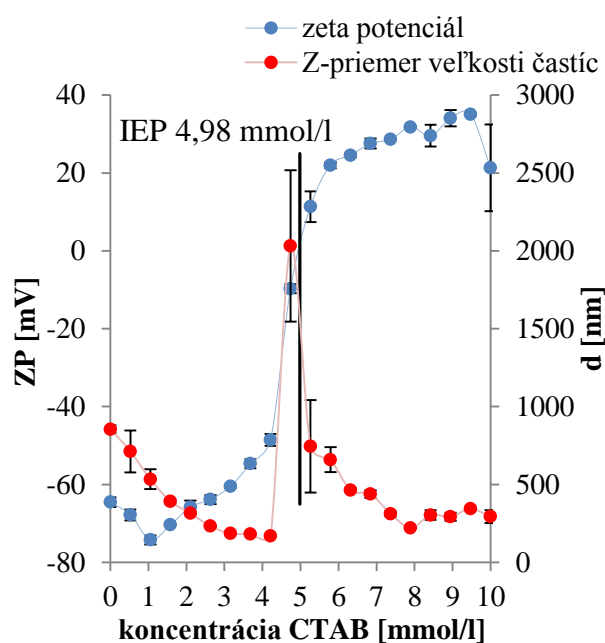 zeta potenciál
Z-priemer veľkosti častíc
IEP 4,98 mmol/l
40
20
0
-20
-40
-60
-80
ZP [mV]
3000
2500
2000
1500
1000
500
0
d [nm]
0 1 2 3 4 5 6 7 8 9 10
koncentrácia CTAB [mmol/l]